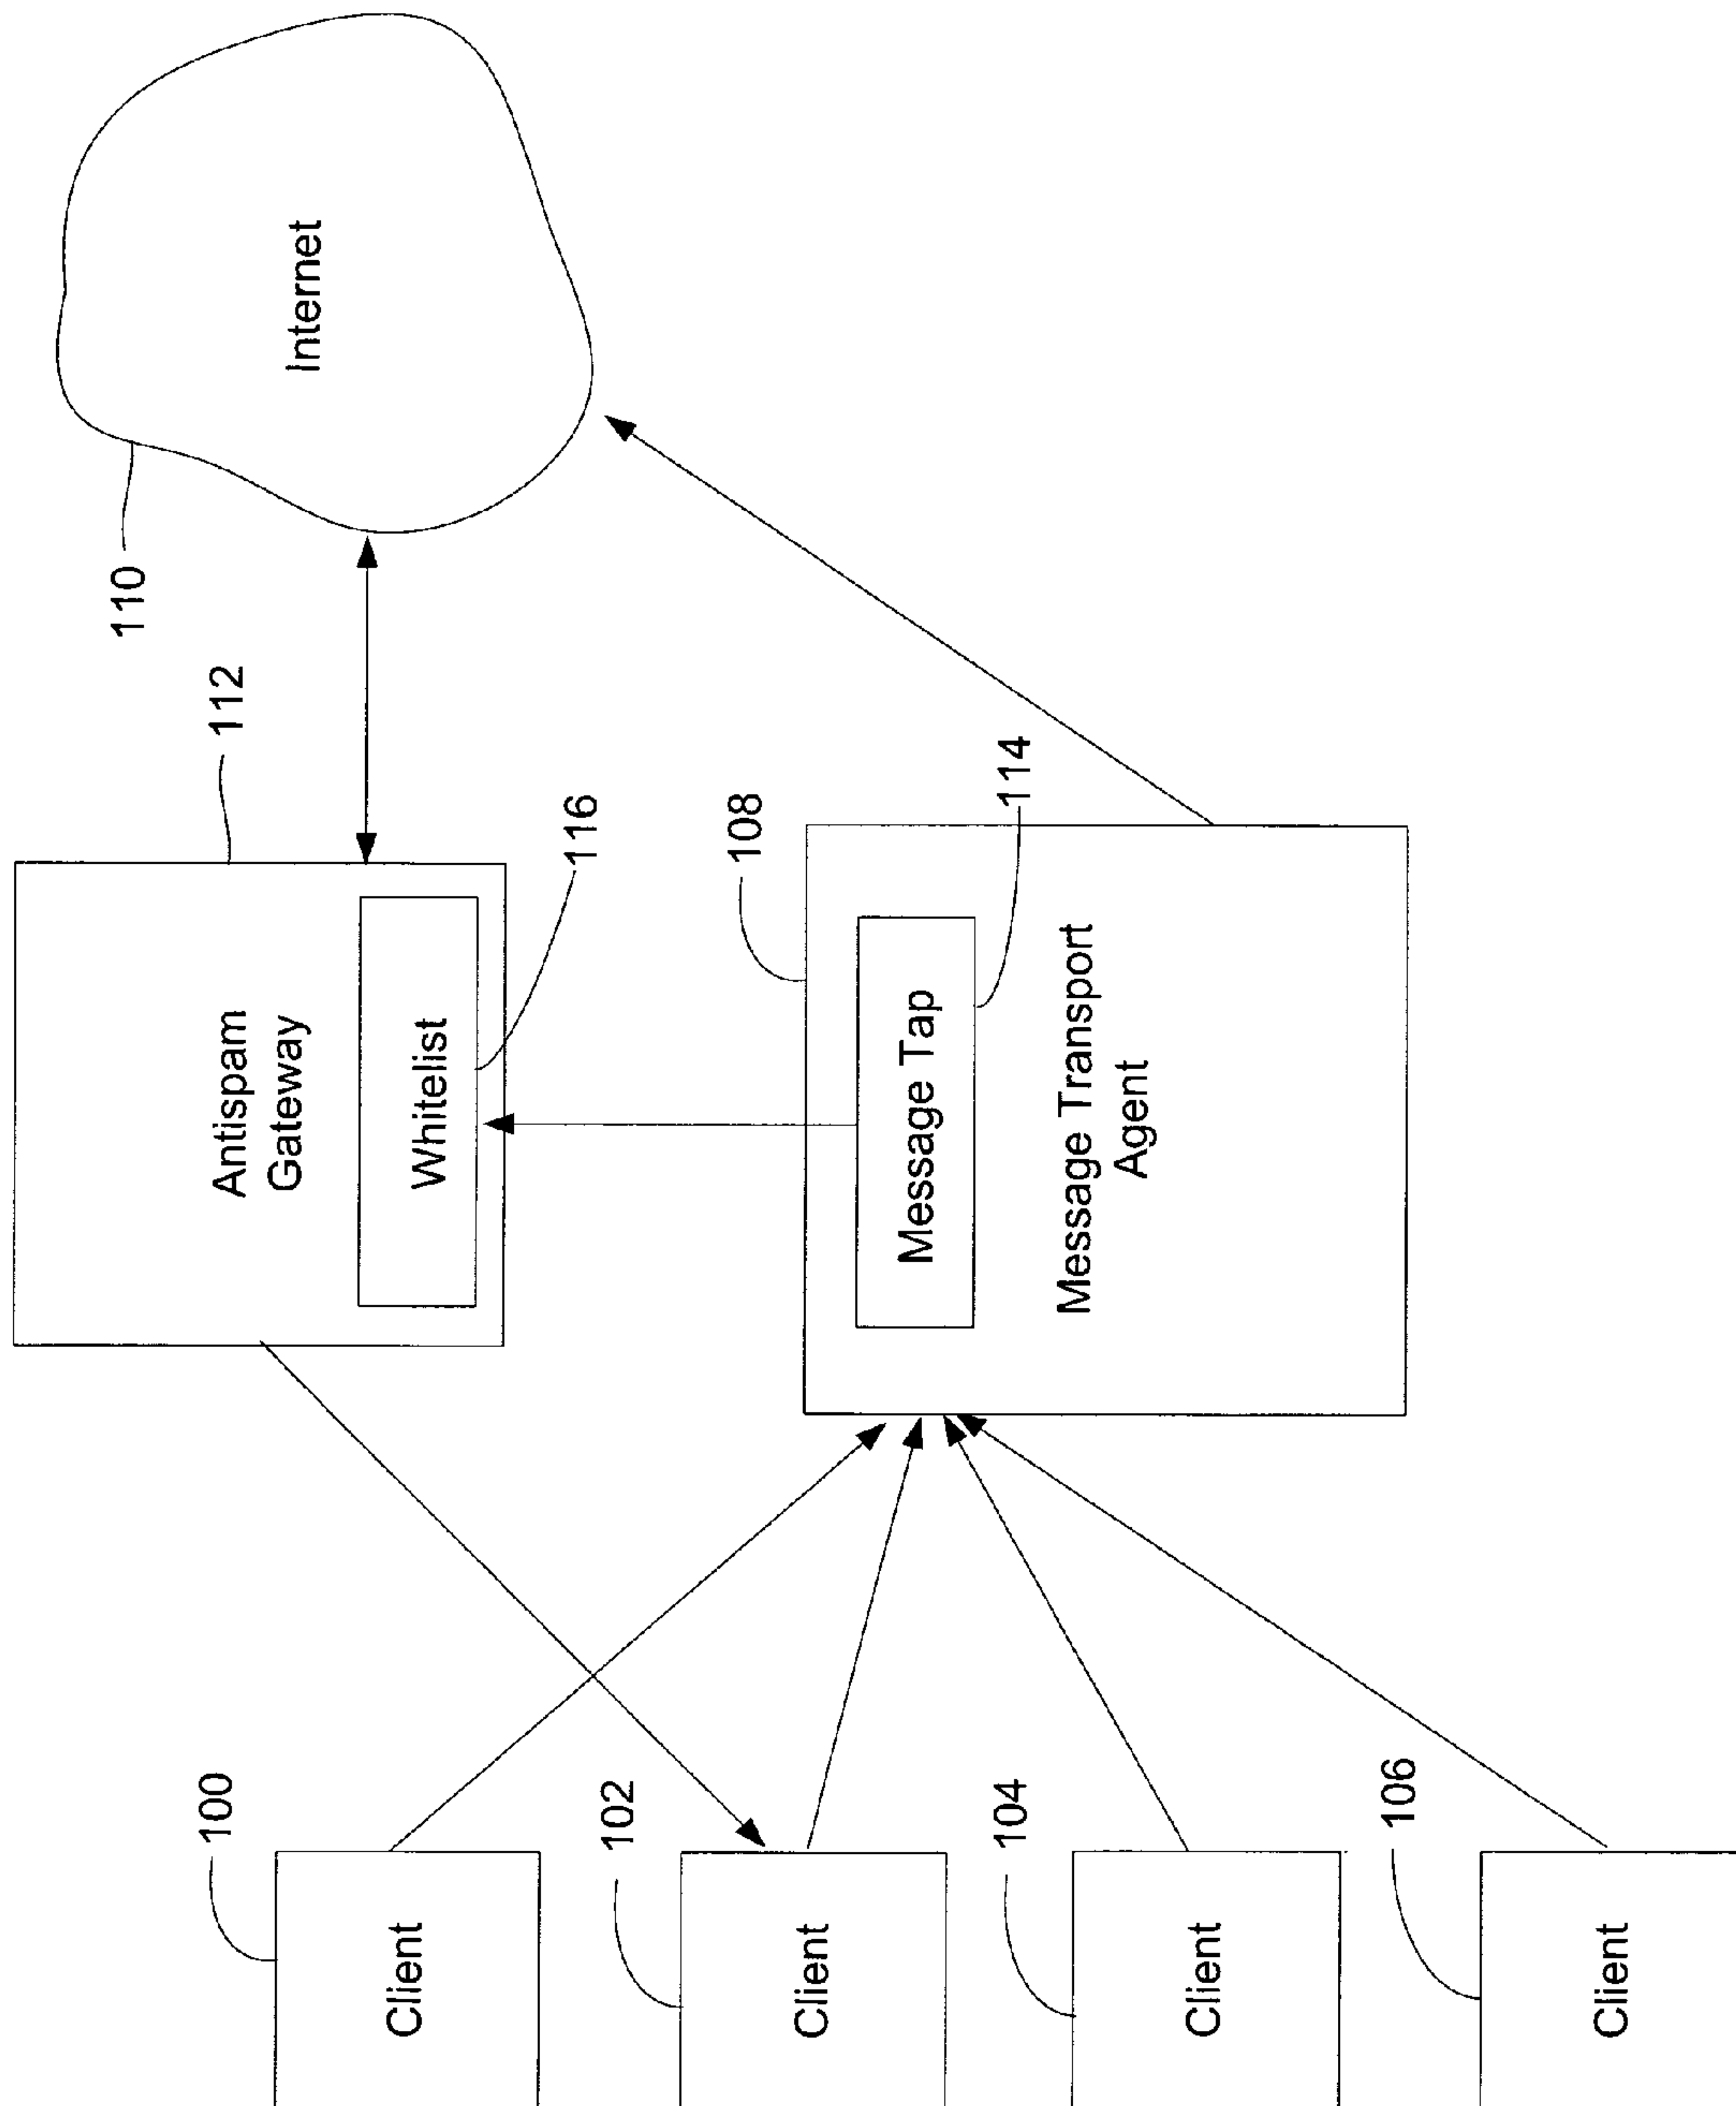 Antispam
Gateway
112
Whitelist
116
Internet
110
100
Client
102
Client
104
Client
106
Client
108
Message Tap
114
Message Transport
Agent